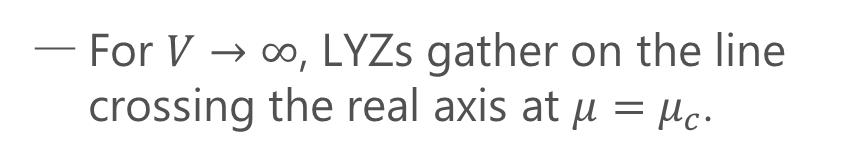 — For V → ∞, LYZs gather on the line
crossing the real axis at μ = μ_c.